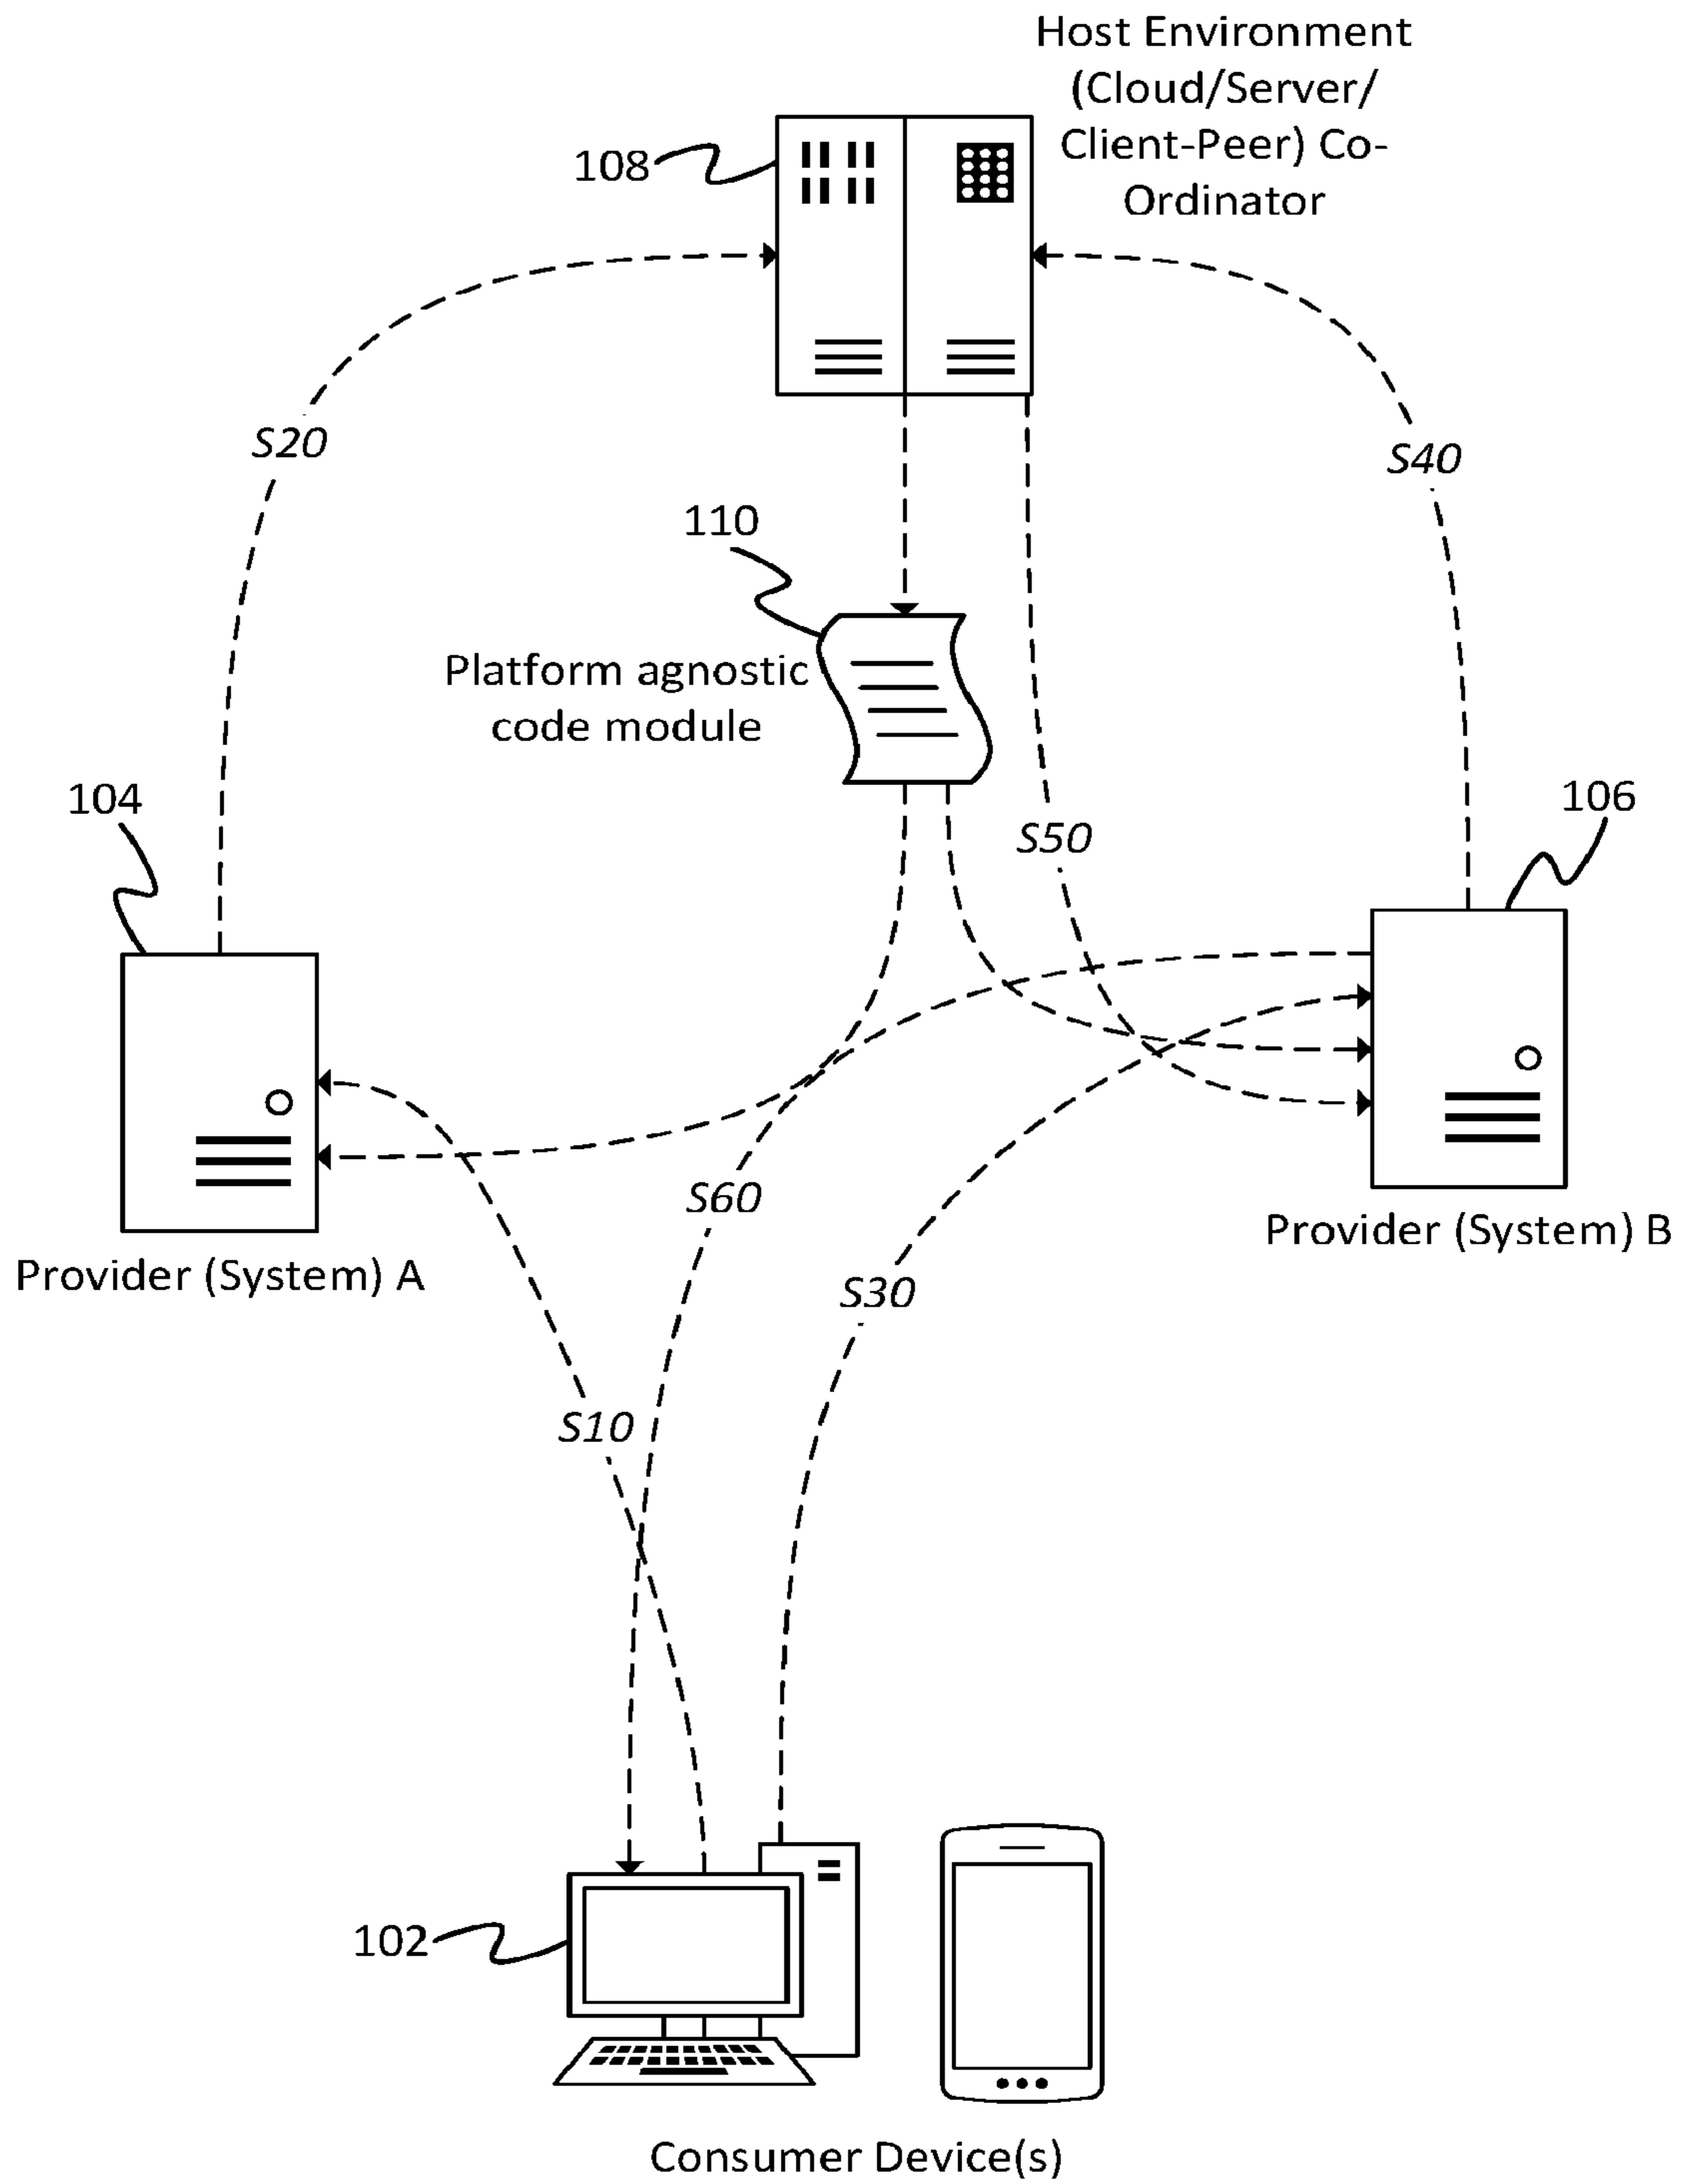 Host Environment
(Cloud/Server/
Client-Peer) Co-
Ordinator
108
S20
S40
110
Platform agnostic
code module
104
S50
106
S60
Provider (System) B
Provider (System) A
S30
S10
102
Consumer Device(s)